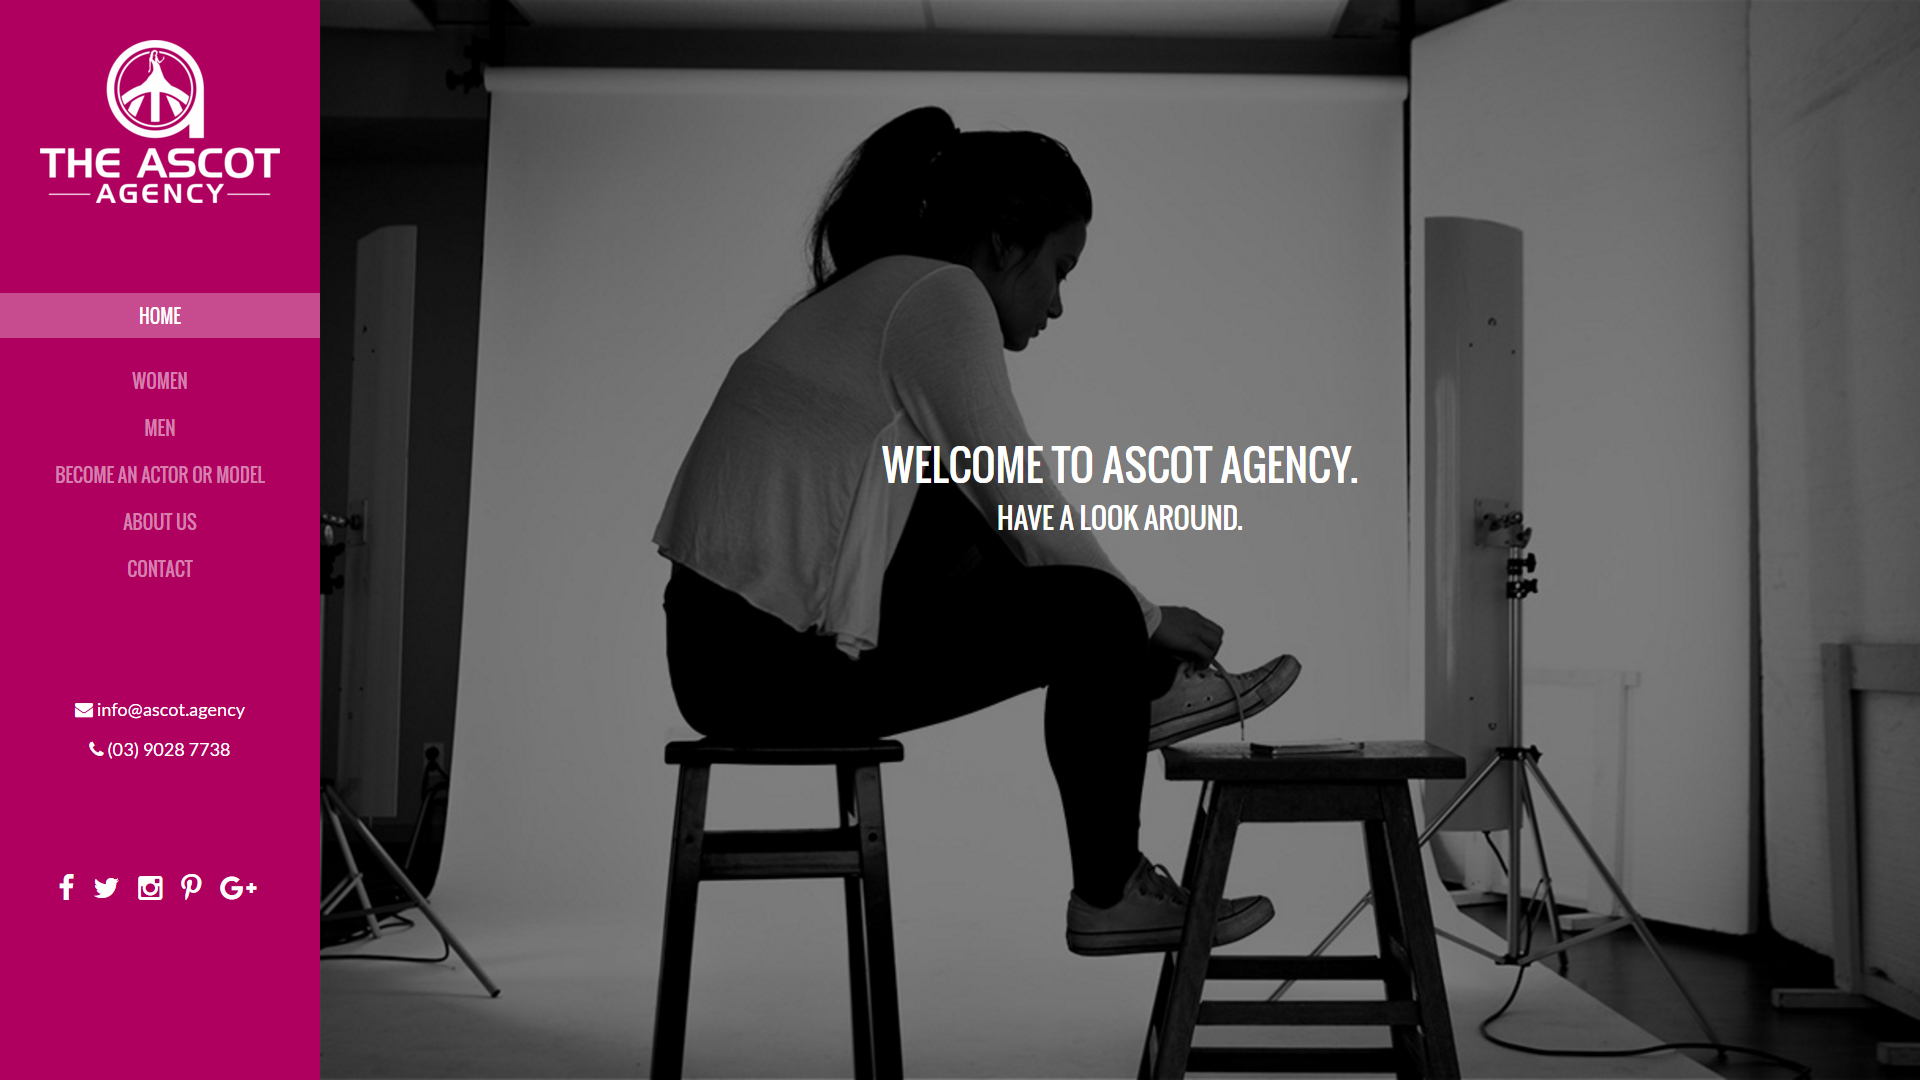 THE ASCOT
AGENCY
HOME
WOMEN
MEN
BECOME AN ACTOR OR MODEL
ABOUT US
CONTACT
info@ascot.agency
(03) 9028 7738
WELCOME TO ASCOT AGENCY.
HAVE A LOOK AROUND.